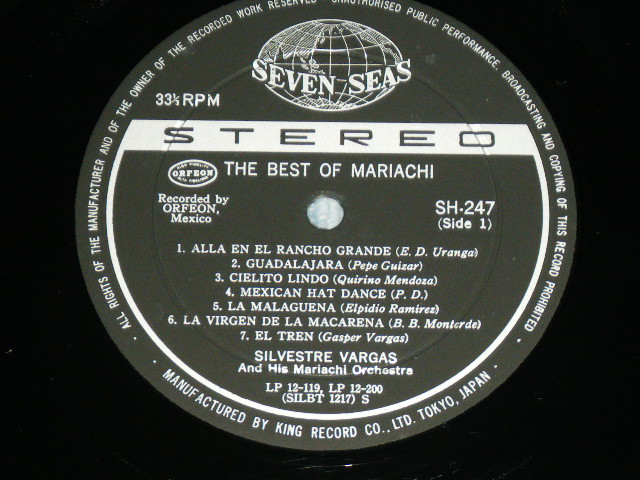 ALL RIGHTS OF THE MANUFACTURER AND OF THE OWNER OF THE RECORDED WORK RESERVED · UNAUTHORISED PUBLIC PERFORMANCE, BROADCASTING AND COPYING OF THIS RECORD PROHIBITED ·
SEVEN SEAS
33⅓ RPM
STEREO
HIGH FIDELITY
ORFEON
ALTA FIDELIDAD
THE BEST OF MARIACHI
Recorded by
ORFEON,
Mexico
SH-247
(Side 1)
1. ALLA EN EL RANCHO GRANDE (E. D. Uranga)
2. GUADALAJARA (Pepe Guizar)
3. CIELITO LINDO (Quirino Mendoza)
4. MEXICAN HAT DANCE (P. D.)
5. LA MALAGUENA (Elpidio Ramirez)
6. LA VIRGEN DE LA MACARENA (B. B. Monterde)
7. EL TREN (Gasper Vargas)
SILVESTRE VARGAS
And His Mariachi Orchestra
LP 12-119, LP 12-200
(SILBT 1217) S
MANUFACTURED BY KING RECORD CO., LTD. TOKYO, JAPAN ·